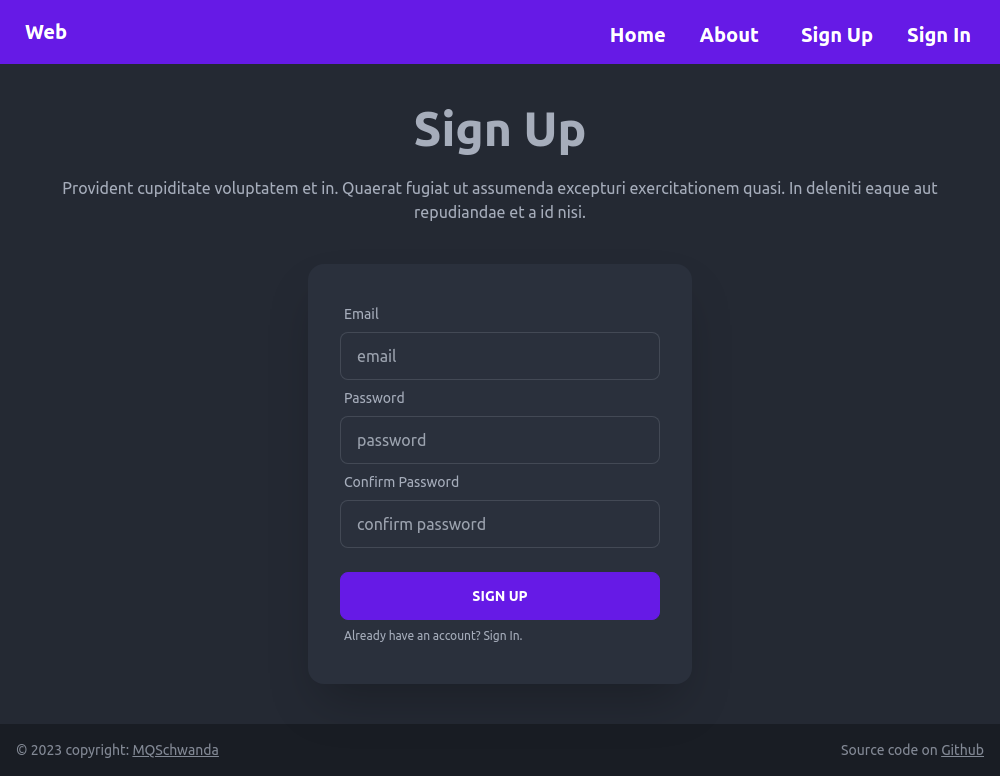 Web
Home About Sign Up Sign In
Sign Up
Provident cupiditate voluptatem et in. Quaerat fugiat ut assumenda excepturi exercitationem quasi. In deleniti eaque aut
repudiandae et a id nisi.
Email
email
Password
password
Confirm Password
confirm password
SIGN UP
Already have an account? Sign In.
© 2023 copyright: MQSchwanda
Source code on Github